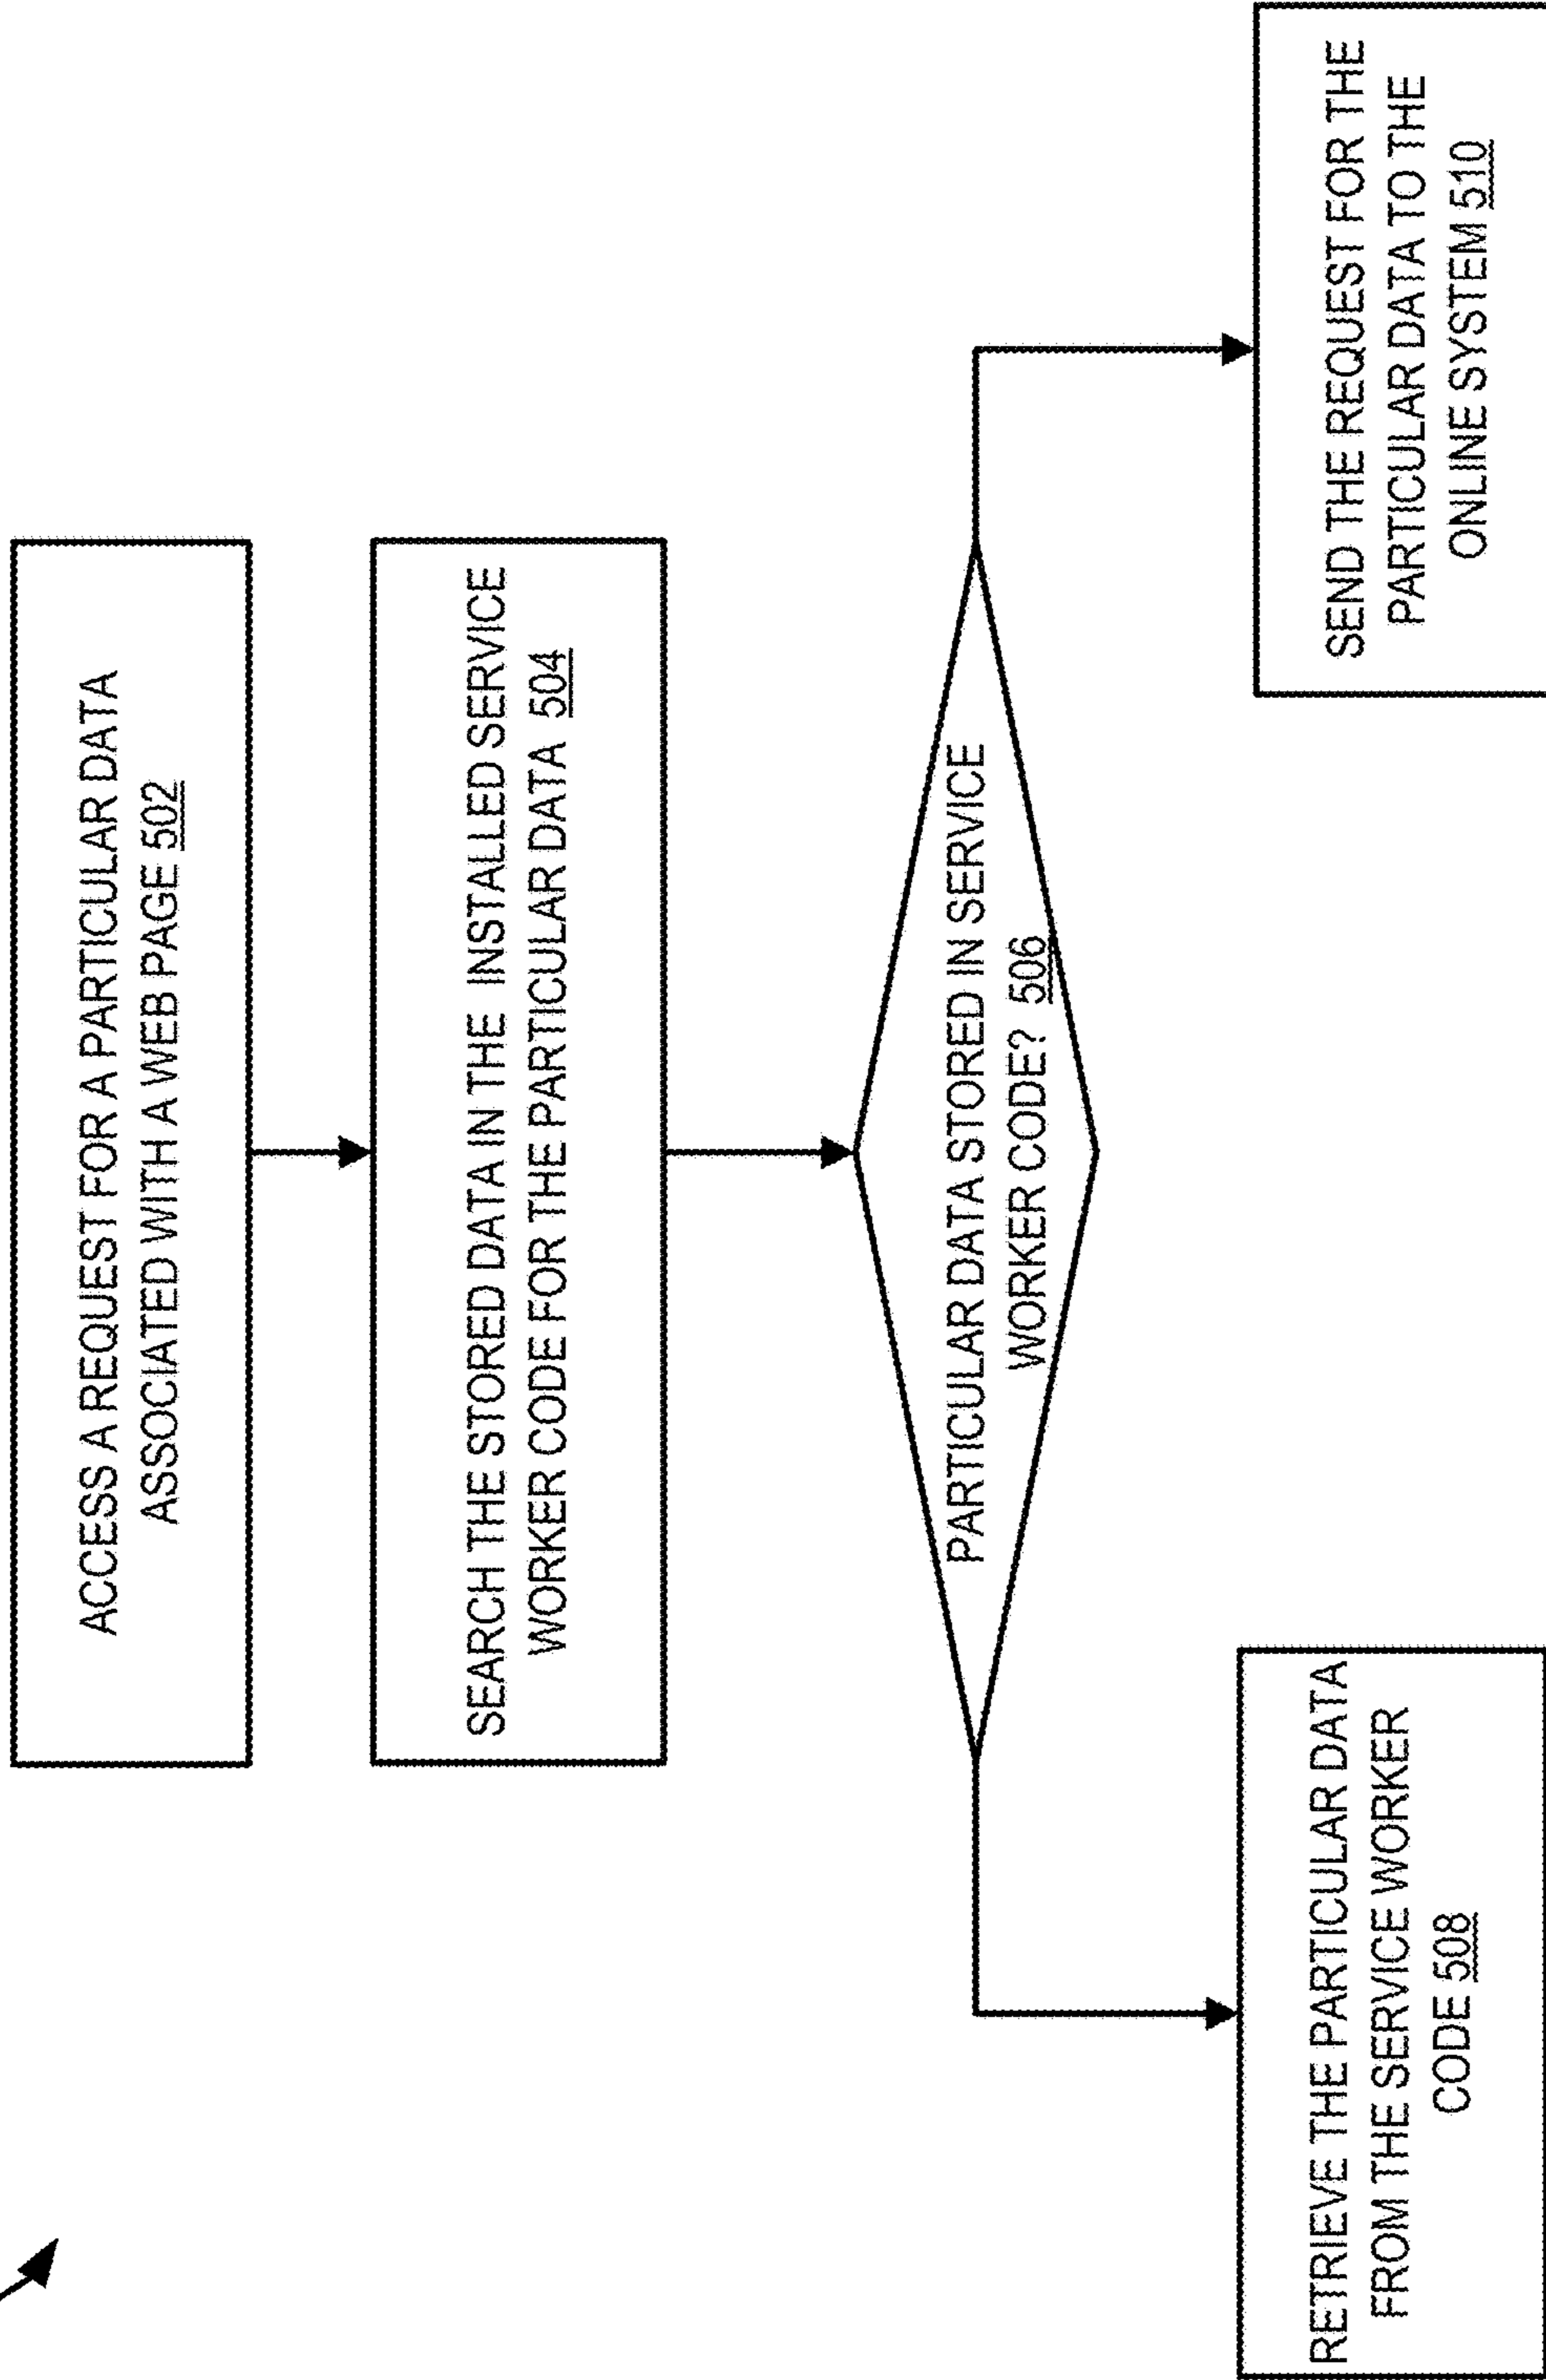 ACCESS A REQUEST FOR A PARTICULAR DATA
ASSOCIATED WITH A WEB PAGE 502
SEARCH THE STORED DATA IN THE INSTALLED SERVICE
WORKER CODE FOR THE PARTICULAR DATA 504
PARTICULAR DATA STORED IN SERVICE
WORKER CODE? 506
RETRIEVE THE PARTICULAR DATA
FROM THE SERVICE WORKER
CODE 508
SEND THE REQUEST FOR THE
PARTICULAR DATA TO THE
ONLINE SYSTEM 510